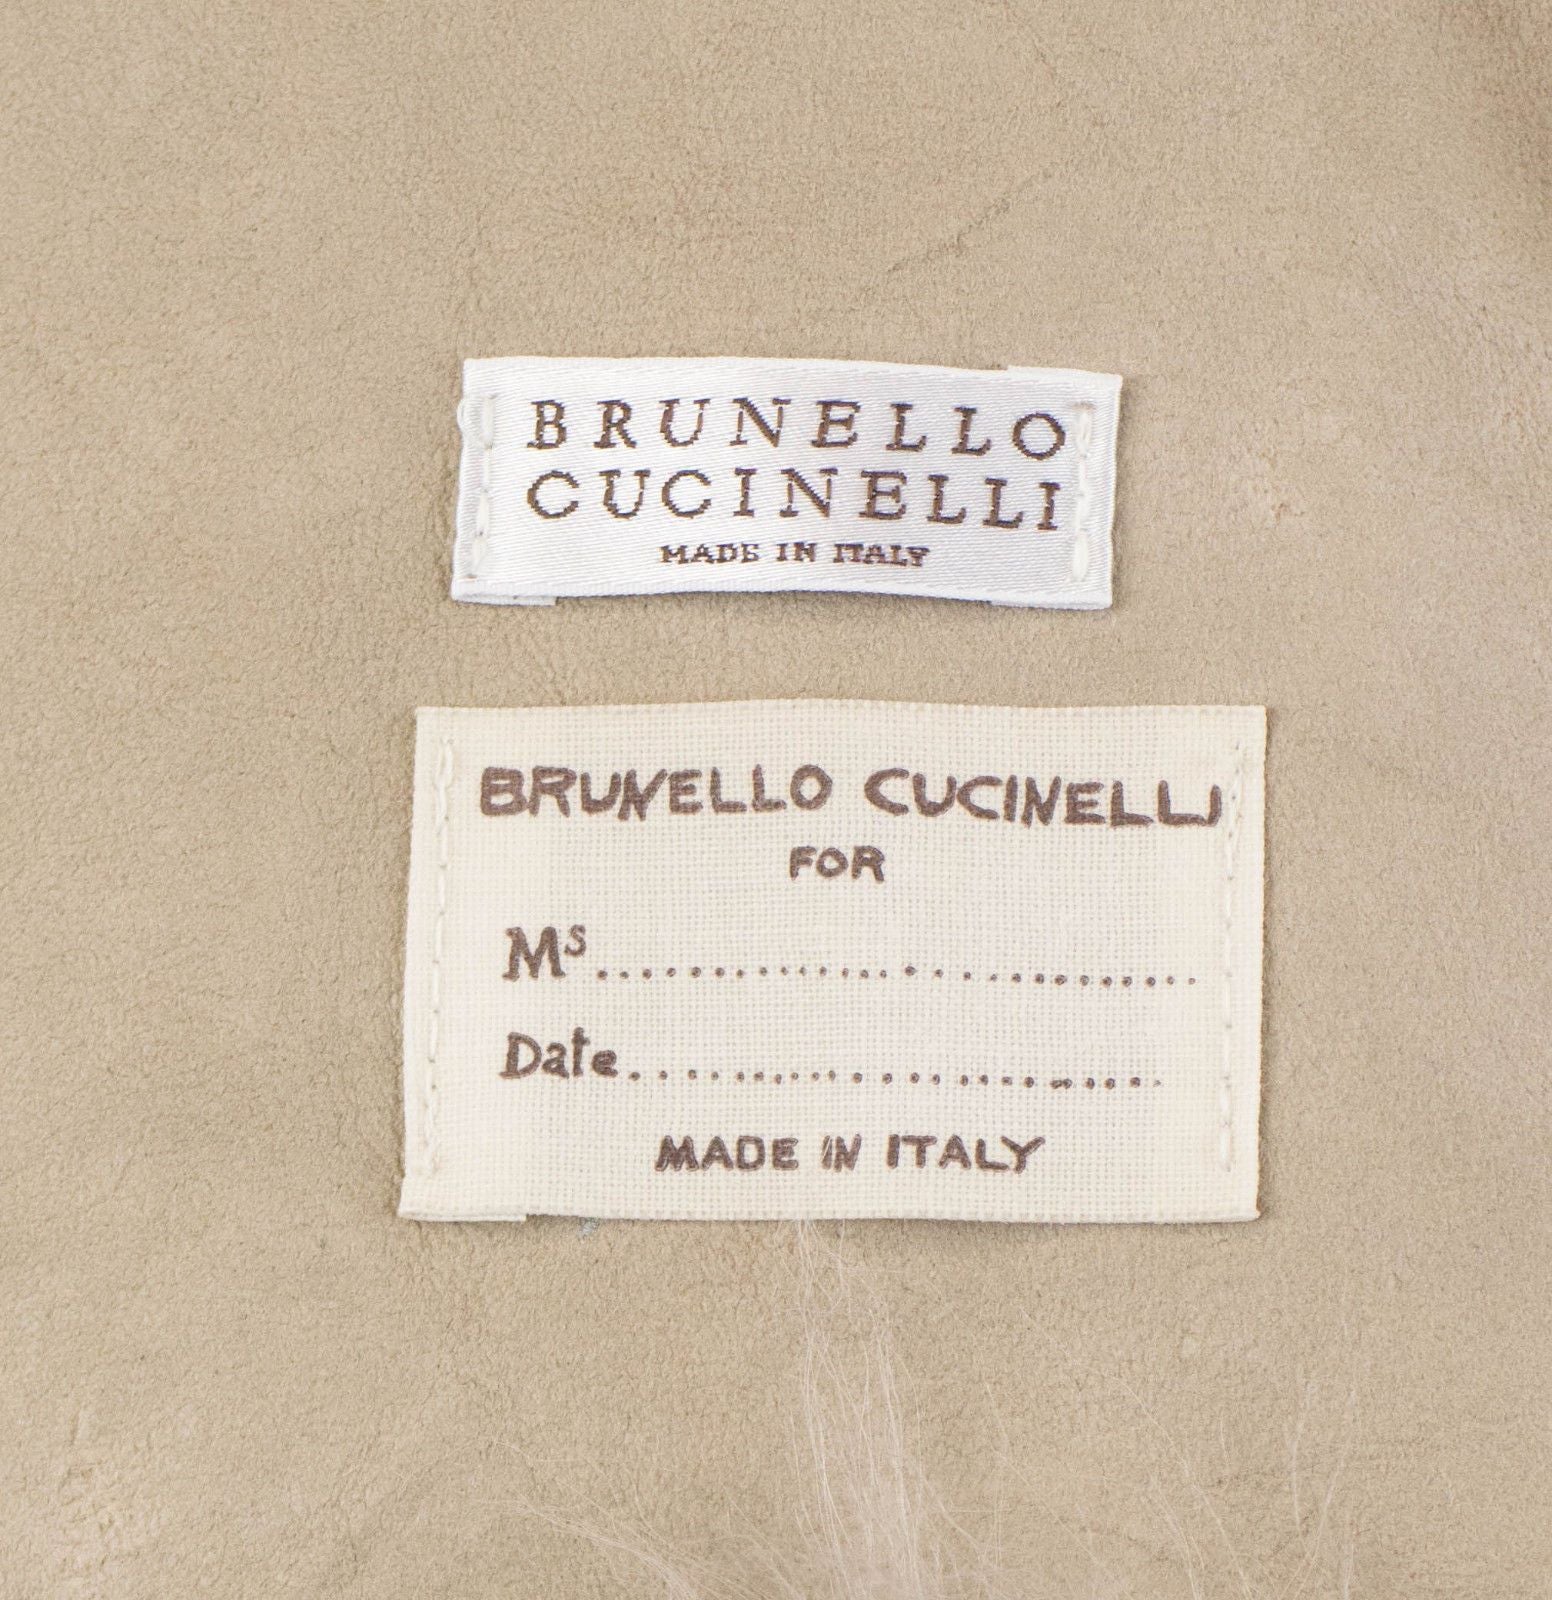 BRUNELLO
CUCINELLI
MADE IN ITALY
BRUNELLO CUCINELLI
FOR
Ms..........................
Date........................
MADE IN ITALY